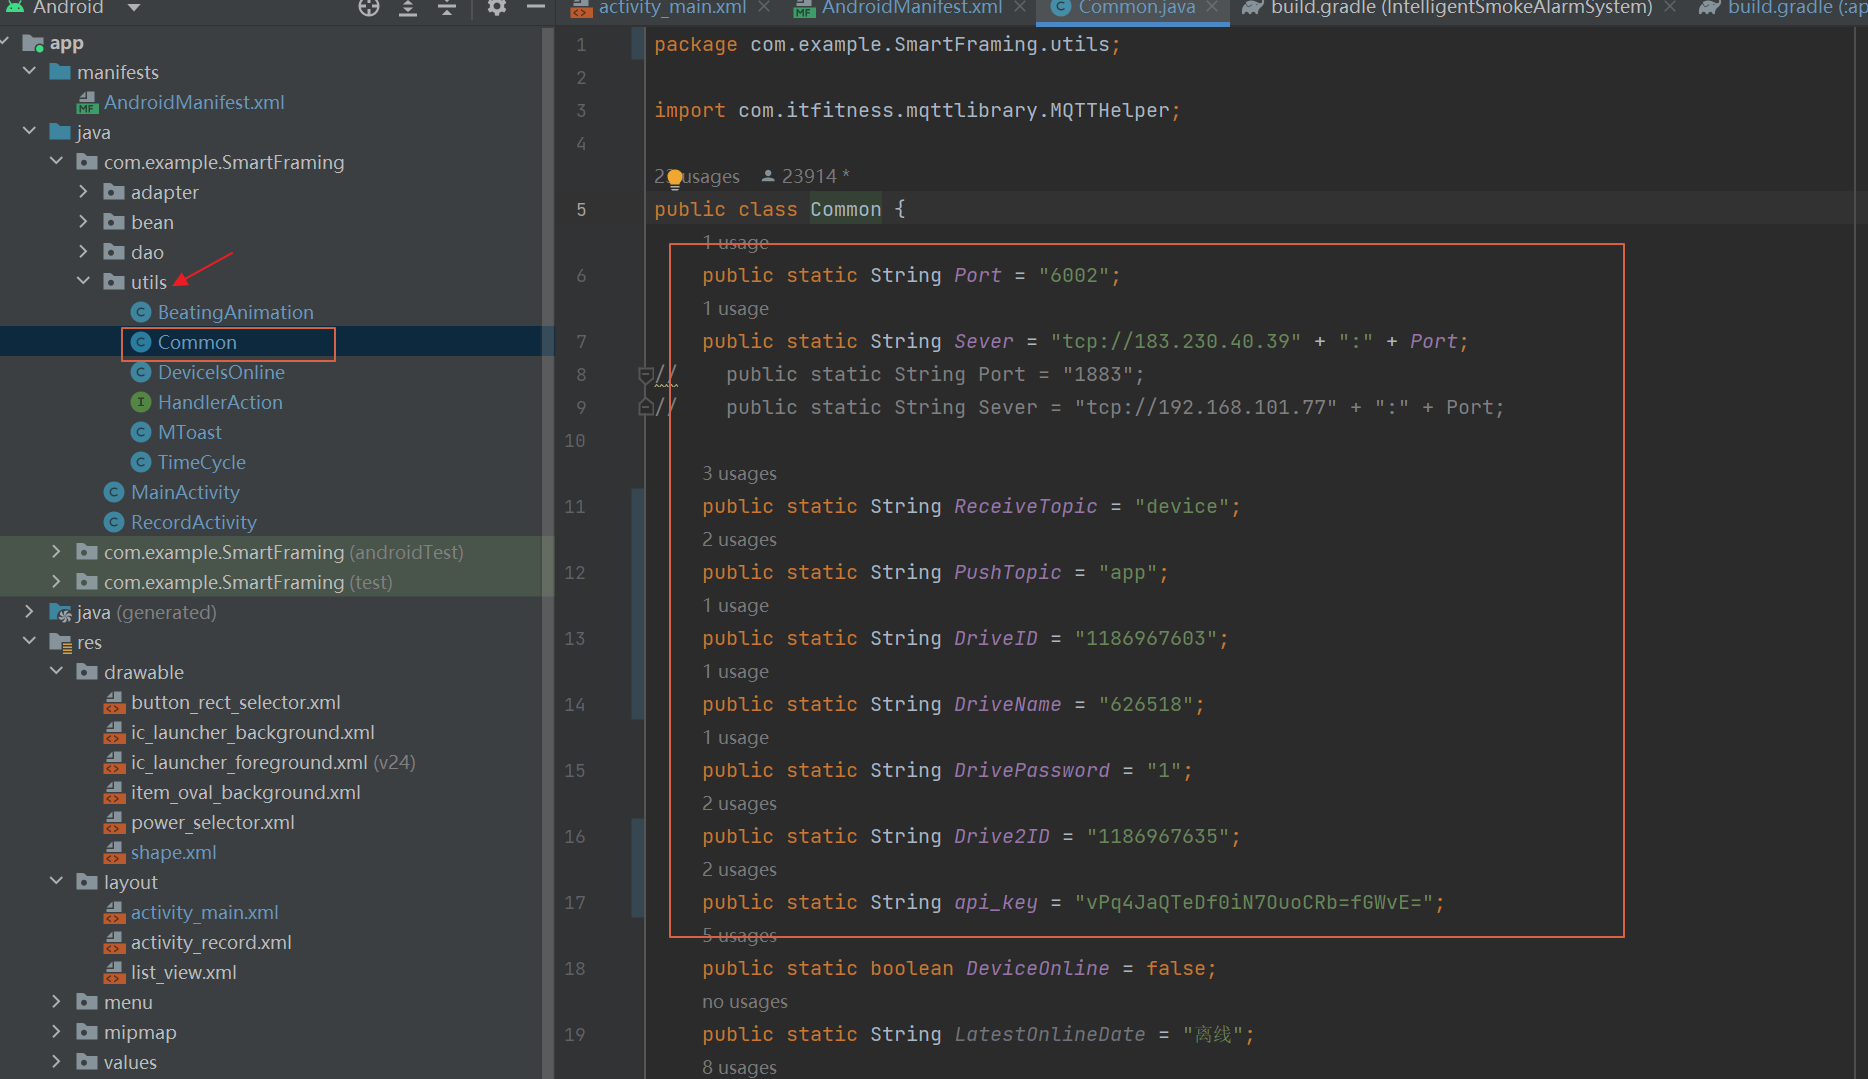 Android
app
manifests
AndroidManifest.xml
java
com.example.SmartFraming
adapter
bean
dao
utils
BeatingAnimation
Common
DeviceIsOnline
HandlerAction
MToast
TimeCycle
MainActivity
RecordActivity
com.example.SmartFraming (androidTest)
com.example.SmartFraming (test)
java (generated)
res
drawable
button_rect_selector.xml
ic_launcher_background.xml
ic_launcher_foreground.xml (v24)
item_oval_background.xml
power_selector.xml
shape.xml
layout
activity_main.xml
activity_record.xml
list_view.xml
menu
mipmap
values
activity_main.xml
AndroidManifest.xml
Common.java
build.gradle (IntelligentSmokeAlarmSystem)
build.gradle (:ap
1 package com.example.SmartFraming.utils;
2
3 import com.itfitness.mqttlibrary.MQTTHelper;
4
usages 23914 *
5 public class Common {
1 usage
6 public static String Port = "6002";
1 usage
7 public static String Sever = "tcp://183.230.40.39" + ":" + Port;
8 // public static String Port = "1883";
9 // public static String Sever = "tcp://192.168.101.77" + ":" + Port;
10
3 usages
11 public static String ReceiveTopic = "device";
2 usages
12 public static String PushTopic = "app";
1 usage
13 public static String DriveID = "1186967603";
1 usage
14 public static String DriveName = "626518";
1 usage
15 public static String DrivePassword = "1";
2 usages
16 public static String Drive2ID = "1186967635";
2 usages
17 public static String api_key = "vPq4JaQTeDf0iN7OuoCRb=fGWvE=";
5 usages
18 public static boolean DeviceOnline = false;
no usages
19 public static String LatestOnlineDate = "离线";
8 usages